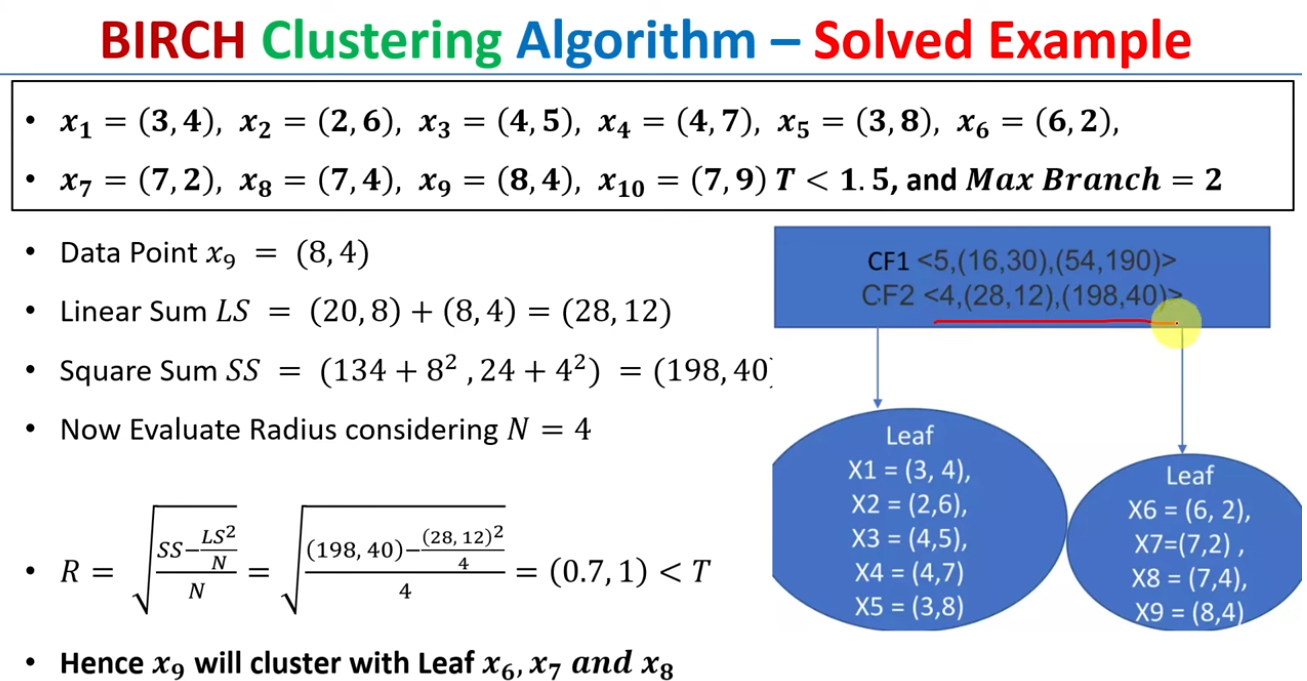 BIRCH Clustering Algorithm – Solved Example
• x₁ = (3, 4), x₂ = (2, 6), x₃ = (4, 5), x₄ = (4, 7), x₅ = (3, 8), x₆ = (6, 2),
• x₇ = (7, 2), x₈ = (7, 4), x₉ = (8, 4), x₁₀ = (7, 9) T < 1.5, and Max Branch = 2
• Data Point x₉ = (8, 4)
• Linear Sum LS = (20, 8) + (8, 4) = (28, 12)
• Square Sum SS = (134 + 8² , 24 + 4²) = (198, 40)
• Now Evaluate Radius considering N = 4
• R = √((SS−LS²/N)/N) = √(((198, 40)−(28, 12)²/4)/4) = (0.7, 1) < T
• Hence x₉ will cluster with Leaf x₆, x₇ and x₈
CF1 <5,(16,30),(54,190)>
CF2 <4,(28,12),(198,40)>
Leaf
X1 = (3, 4),
X2 = (2,6),
X3 = (4,5),
X4 = (4,7)
X5 = (3,8)
Leaf
X6 = (6, 2),
X7=(7,2) ,
X8 = (7,4),
X9 = (8,4)